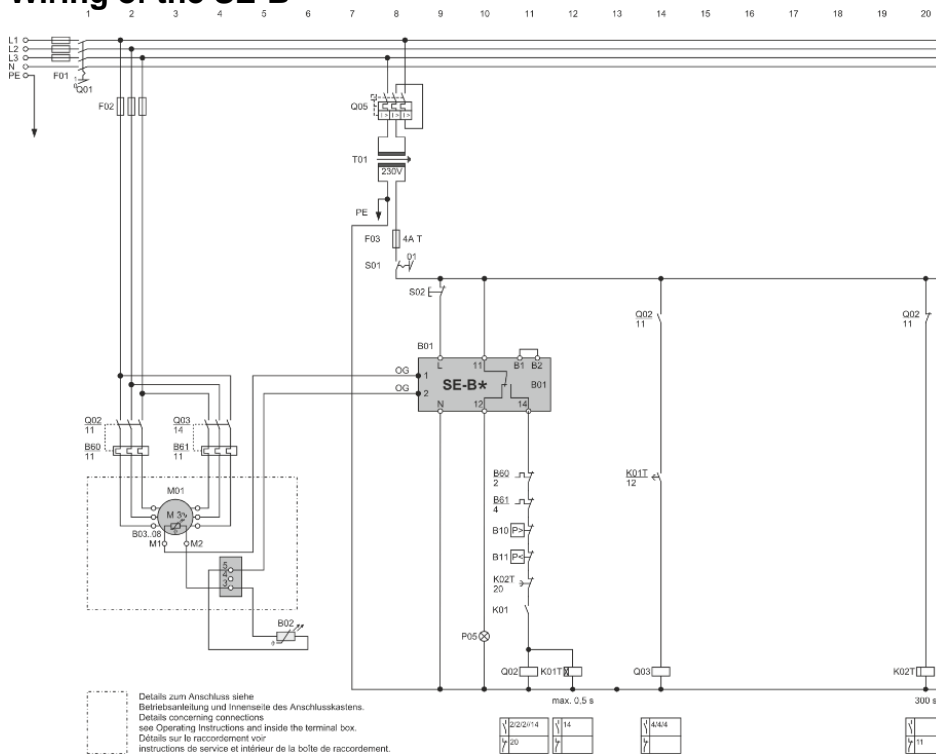 Wiring of the SE-B*
1 2 3 4 5 6 7 8 9 10 11 12 13 14 15 16 17 18 19 20
L1
L2
L3
N
PE
F01
1
0
Q01
F02
Q05
I> I> I>
T01
230V
PE
F03 4A T
S01 01
S02
Q02
11
Q02
11
B01
L 11 B1 B2
OG 1
SE-B* B01
OG 2
N 12 14
Q02
11
Q03
14
B60
11
B61
11
B60
2
K01T
12
M01
B61
4
M 3~
B10 P>
B03..08
M1 M2
B11 P<
5
4
3
K02T
20
K01
B02
P05
Q02 K01T Q03 K02T
max. 0,5 s 300 s
Details zum Anschluss siehe
Betriebsanleitung und Innenseite des Anschlusskastens.
Details concerning connections
see Operating Instructions and inside the terminal box.
Détails sur le raccordement voir
instructions de service et intérieur de la boîte de raccordement.
2/2/2//14 14 4/4/4
20 11